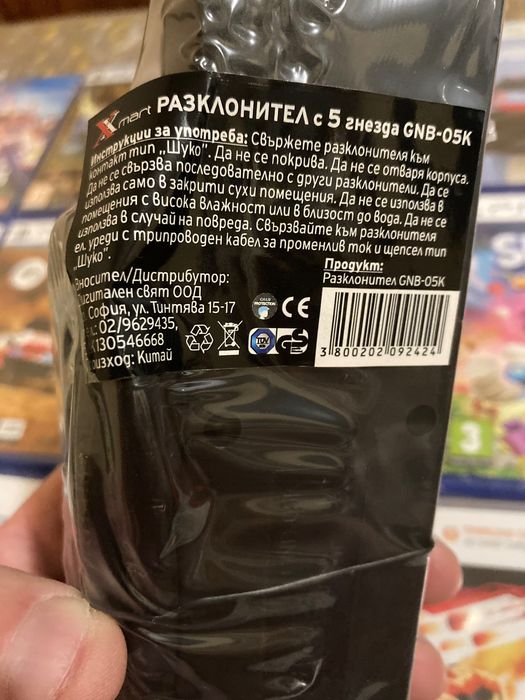 Xmart РАЗКЛОНИТЕЛ с 5 гнезда GNB-05K
Инструкции за употреба: Свържете разклонителя към
контакт тип „Шуко". Да не се покрива. Да не се отваря корпуса.
Да не се свързва последователно с други разклонители. Да се
използва само в закрити сухи помещения. Да не се използва в
помещения с висока влажност или в близост до вода. Да не се
използва в случай на повреда. Свързвайте към разклонителя
ел. уреди с трипроводен кабел за променлив ток и щепсел тип
„Шуко".
Вносител/Дистрибутор:
Дигитален свят ООД
СОФИЯ, ул. Тинтява 15-17
02/9629435,
130546668
Произход: Китай
CHILD PROTECTION
CE
Продукт:
Разклонител GNB-05K
3 800202 092424
3